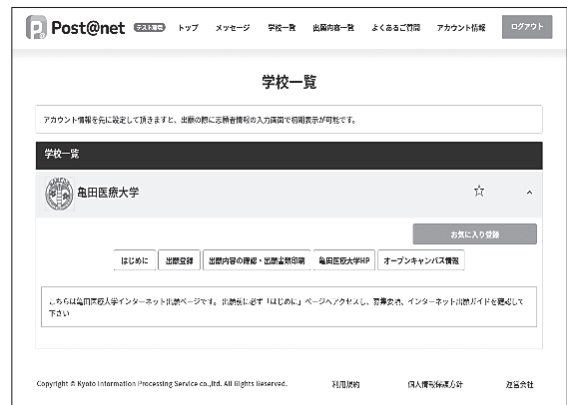 Post@net テスト環境 トップ メッセージ 学校一覧 出願内容一覧 よくあるご質問 アカウント情報 ログアウト
学校一覧
アカウント情報を先に設定して頂きますと、出願の際に志願者情報の入力画面で初期表示が可能です。
学校一覧
亀田医療大学
お気に入り登録
はじめに 出願登録 出願内容の確認・出願書類印刷 亀田医療大学HP オープンキャンパス情報
こちらは亀田医療大学インターネット出願ページです。出願前に必ず「はじめに」ページへアクセスし、募集要項、インターネット出願ガイドを確認して
下さい
Copyright © Kyoto Information Processing Service co.,ltd. All Rights Reserved. 利用規約 個人情報保護方針 運営会社